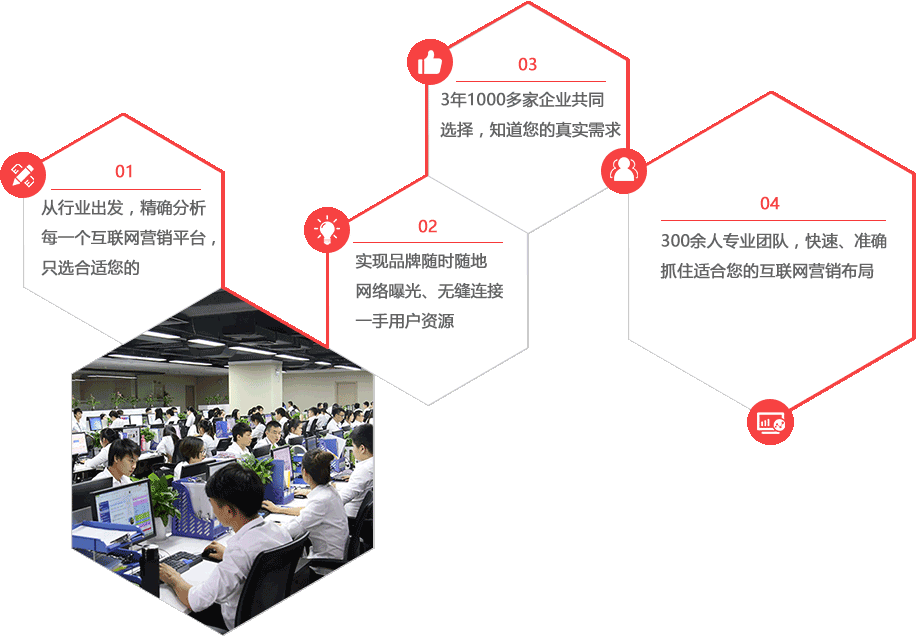 01
从行业出发，精确分析
每一个互联网营销平台，
只选合适您的
02
实现品牌随时随地
网络曝光、无缝连接
一手用户资源
03
3年1000多家企业共同
选择，知道您的真实需求
04
300余人专业团队，快速、准确
抓住适合您的互联网营销布局